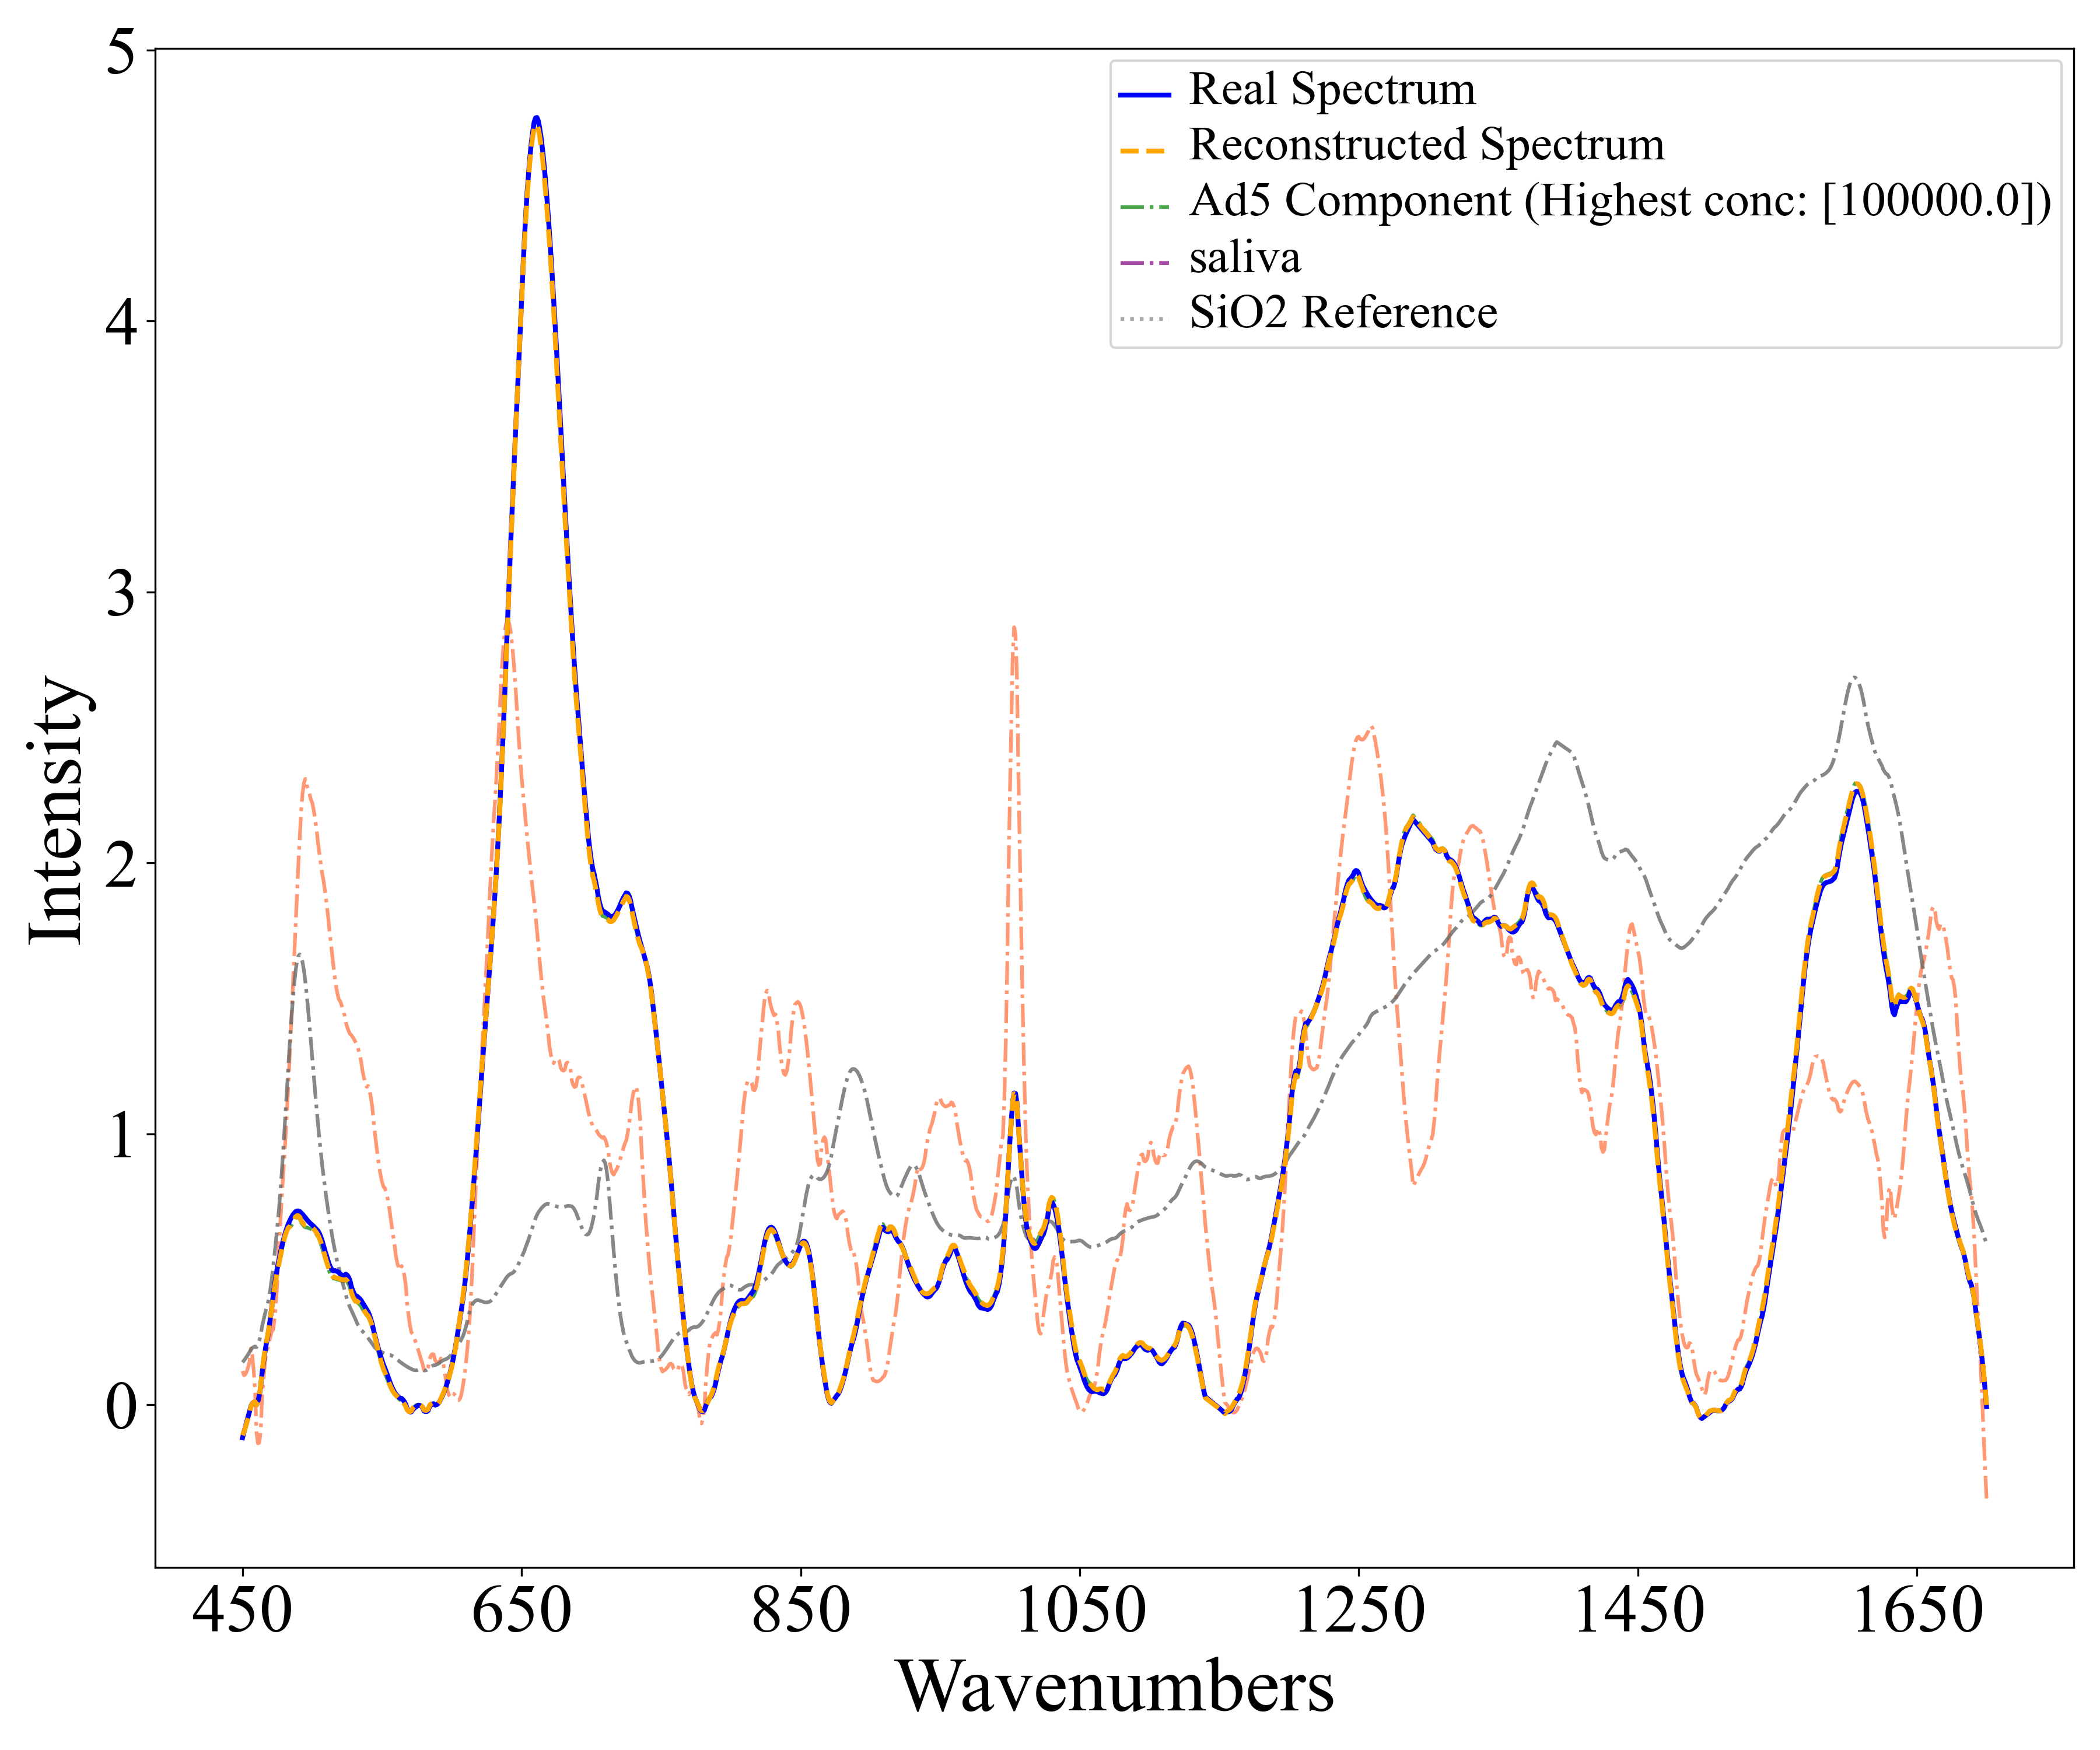 5
4
3
2
1
0
Intensity
Real Spectrum
Reconstructed Spectrum
Ad5 Component (Highest conc: [100000.0])
saliva
SiO2 Reference
450 650 850 1050 1250 1450 1650
Wavenumbers